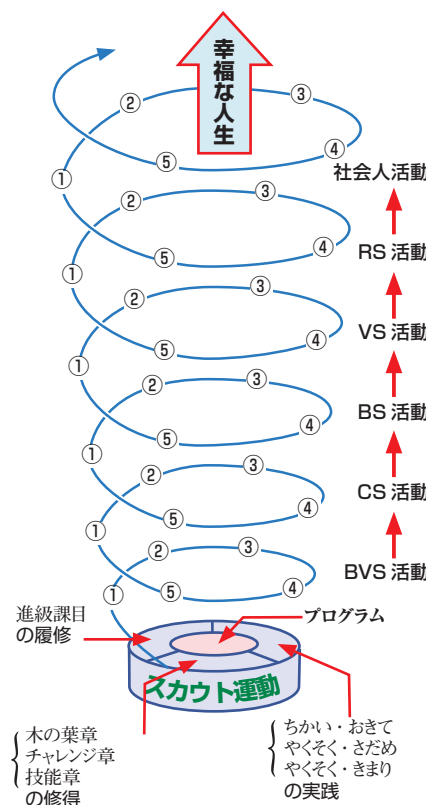 幸福な人生
② ③
④
① ⑤
社会人活動
② ③
④
① ⑤
RS 活動
② ③
④
① ⑤
VS 活動
② ③
④
① ⑤
BS 活動
② ③
④
① ⑤
CS 活動
② ③
④
① ⑤
BVS 活動
進級課目
の履修
プログラム
スカウト運動
木の葉章
チャレンジ章
技能章
の修得
ちかい・おきて
やくそく・さだめ
やくそく・きまり
の実践